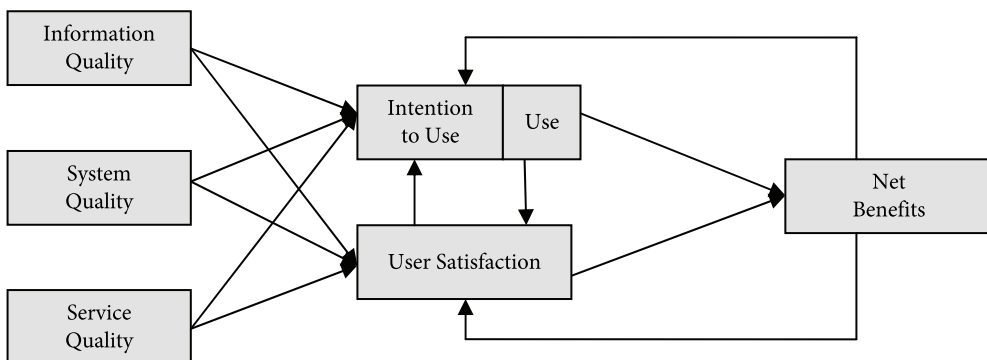 Information
Quality
System
Quality
Service
Quality
Intention
to Use
Use
User Satisfaction
Net
Benefits